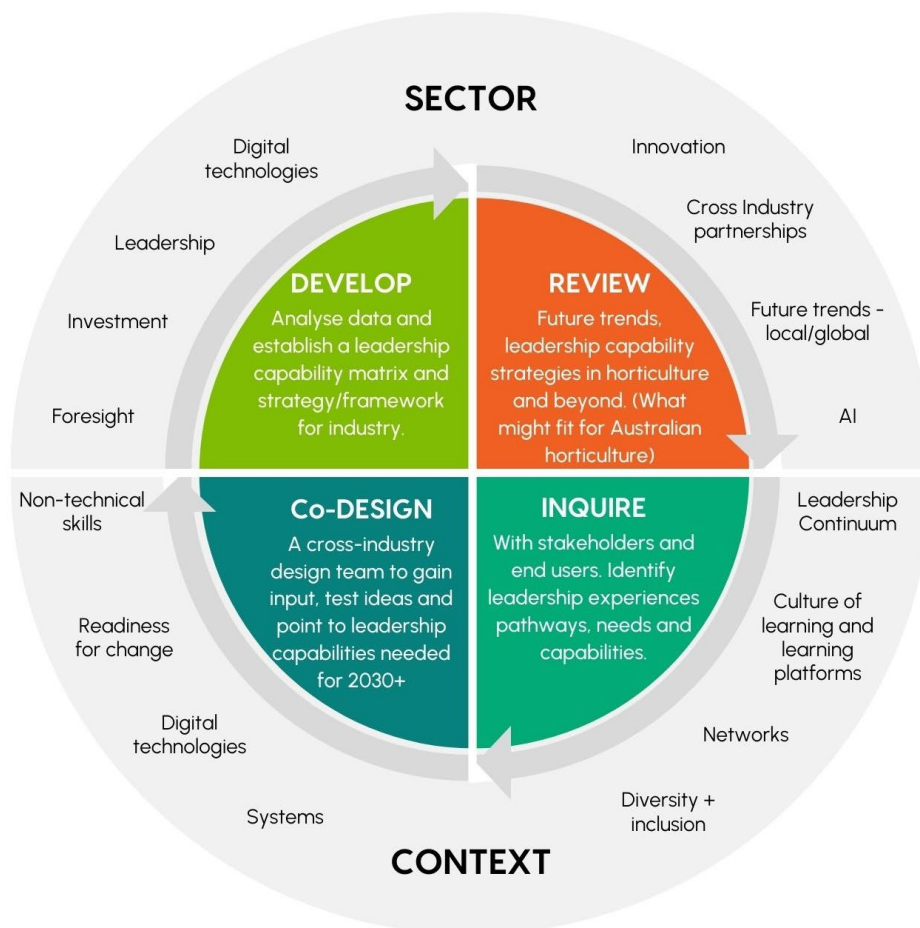 SECTOR
Digital
technologies
Leadership
Investment
Foresight
Innovation
Cross Industry
partnerships
Future trends -
local/global
AI
DEVELOP
Analyse data and
establish a leadership
capability matrix and
strategy/framework
for industry.
REVIEW
Future trends,
leadership capability
strategies in horticulture
and beyond. (What
might fit for Australian
horticulture)
Co-DESIGN
A cross-industry
design team to gain
input, test ideas and
point to leadership
capabilities needed
for 2030+
INQUIRE
With stakeholders and
end users. Identify
leadership experiences
pathways, needs and
capabilities.
Non-technical
skills
Readiness
for change
Digital
technologies
Systems
Leadership
Continuum
Culture of
learning and
learning
platforms
Networks
Diversity +
inclusion
CONTEXT